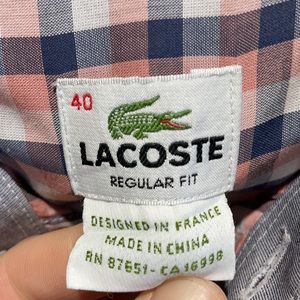 40
LACOSTE
REGULAR FIT
DESIGNED IN FRANCE
MADE IN CHINA
RN 87651-CA 16998